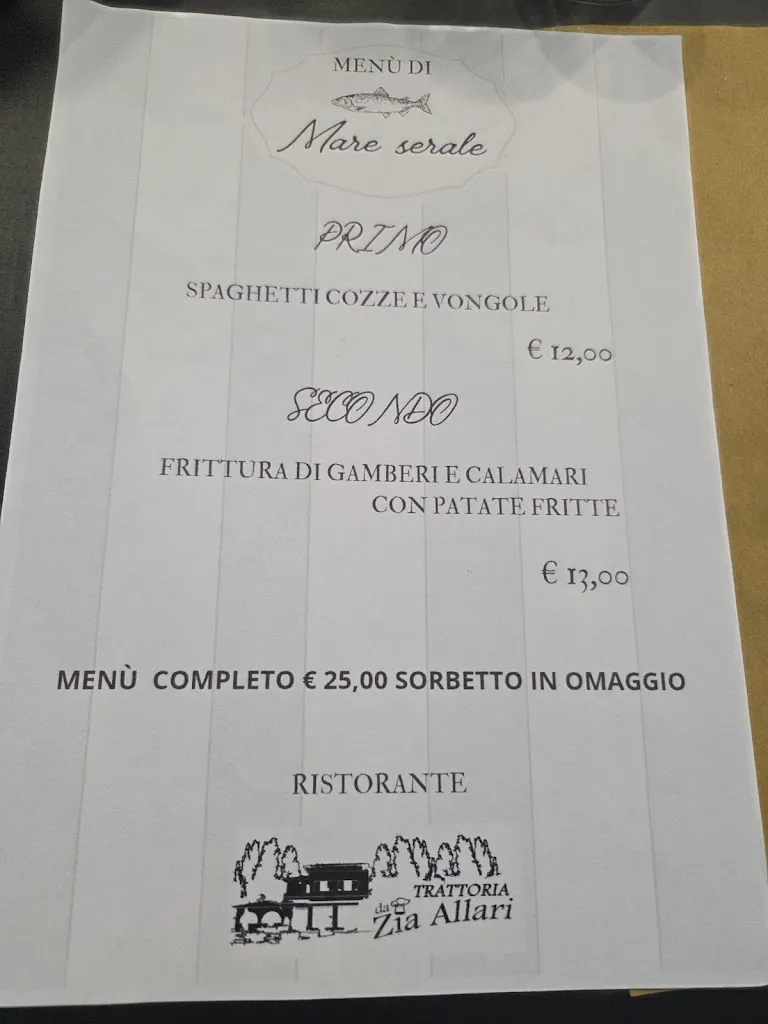 MENÙ DI
Mare serale
PRIMO
SPAGHETTI COZZE E VONGOLE
€ 12,00
SECONDO
FRITTURA DI GAMBERI E CALAMARI
CON PATATE FRITTE
€ 13,00
MENÙ COMPLETO € 25,00 SORBETTO IN OMAGGIO
RISTORANTE
TRATTORIA
da Zia Allari